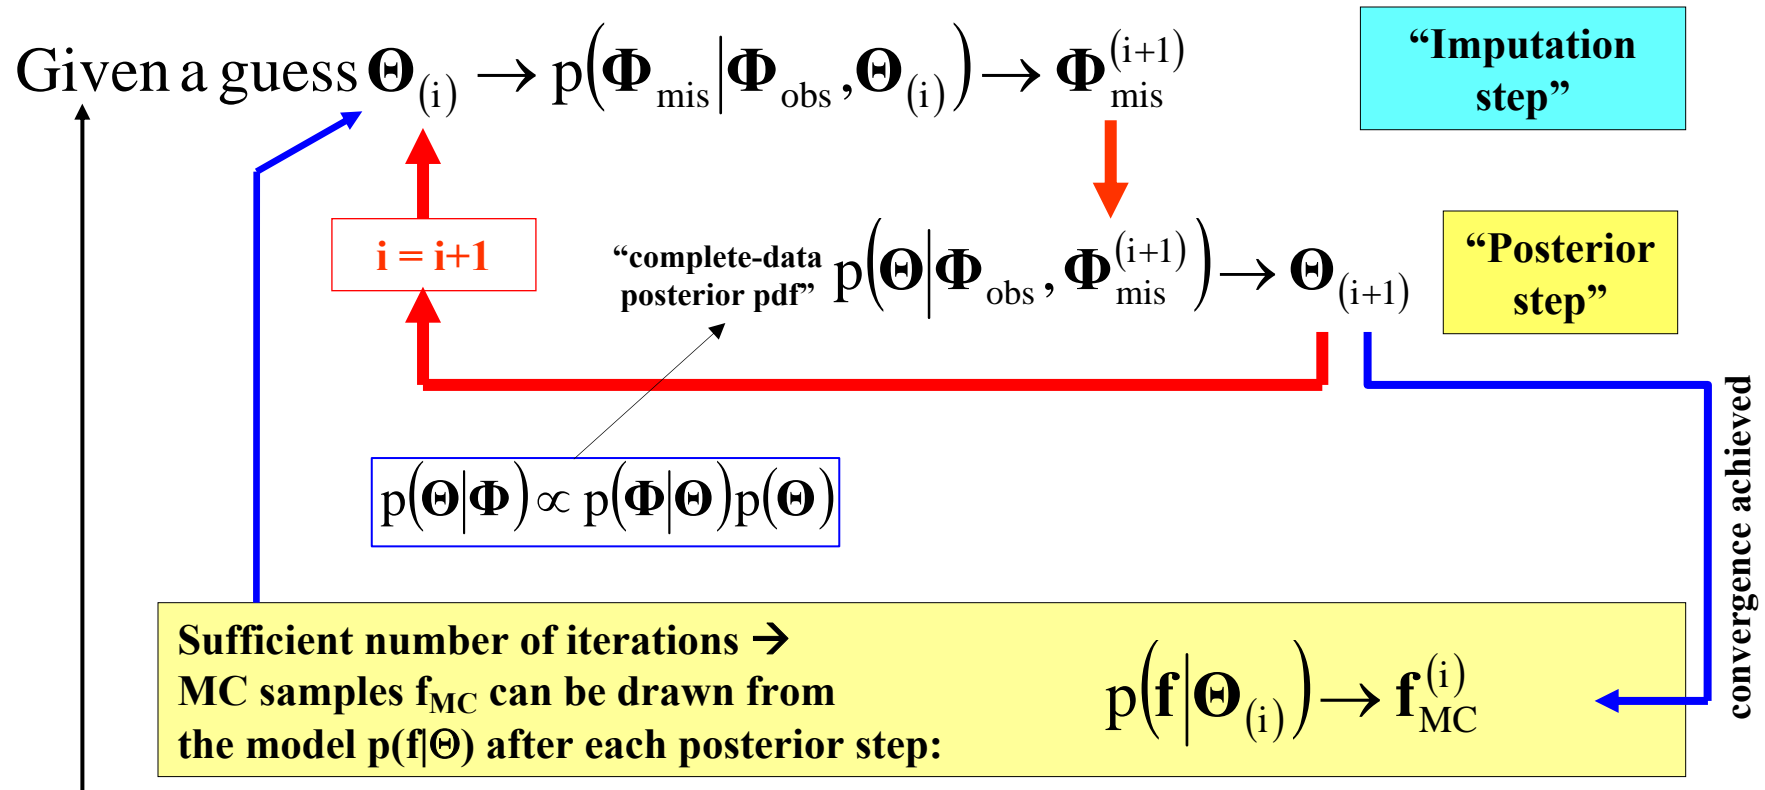 Given a guess Θ(i) → p(Φmis|Φobs,Θ(i)) → Φmis(i+1)
“Imputation
step”
i = i+1
“complete-data
posterior pdf”
p(Θ|Φobs, Φmis(i+1)) → Θ(i+1)
“Posterior
step”
p(Θ|Φ) ∝ p(Φ|Θ)p(Θ)
convergence achieved
Sufficient number of iterations →
MC samples fMC can be drawn from
the model p(f|Θ) after each posterior step:
p(f|Θ(i)) → fMC(i)